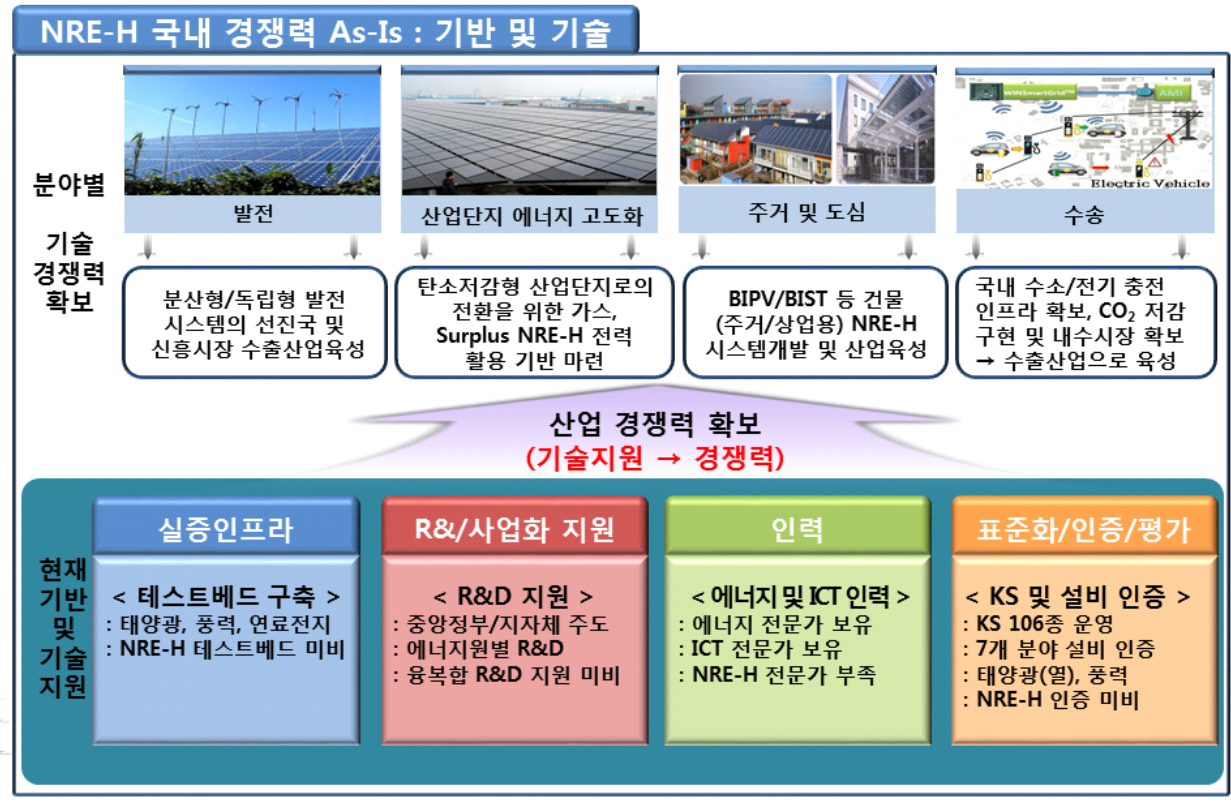 NRE-H 국내 경쟁력 As-Is : 기반 및 기술
분야별
기술
경쟁력
확보
발전
산업단지 에너지 고도화
주거 및 도심
WINSmartGrid™
AMI
Electric Vehicle
수송
분산형/독립형 발전
시스템의 선진국 및
신흥시장 수출산업육성
탄소저감형 산업단지로의
전환을 위한 가스,
Surplus NRE-H 전력
활용 기반 마련
BIPV/BIST 등 건물
(주거/상업용) NRE-H
시스템개발 및 산업육성
국내 수소/전기 충전
인프라 확보, CO₂ 저감
구현 및 내수시장 확보
→ 수출산업으로 육성
산업 경쟁력 확보
(기술지원 → 경쟁력)
현재
기반
및
기술
지원
실증인프라
< 테스트베드 구축 >
: 태양광, 풍력, 연료전지
: NRE-H 테스트베드 미비
R&/사업화 지원
< R&D 지원 >
: 중앙정부/지자체 주도
: 에너지원별 R&D
: 융복합 R&D 지원 미비
인력
< 에너지 및 ICT 인력 >
: 에너지 전문가 보유
: ICT 전문가 보유
: NRE-H 전문가 부족
표준화/인증/평가
< KS 및 설비 인증 >
: KS 106종 운영
: 7개 분야 설비 인증
: 태양광(열), 풍력
: NRE-H 인증 미비